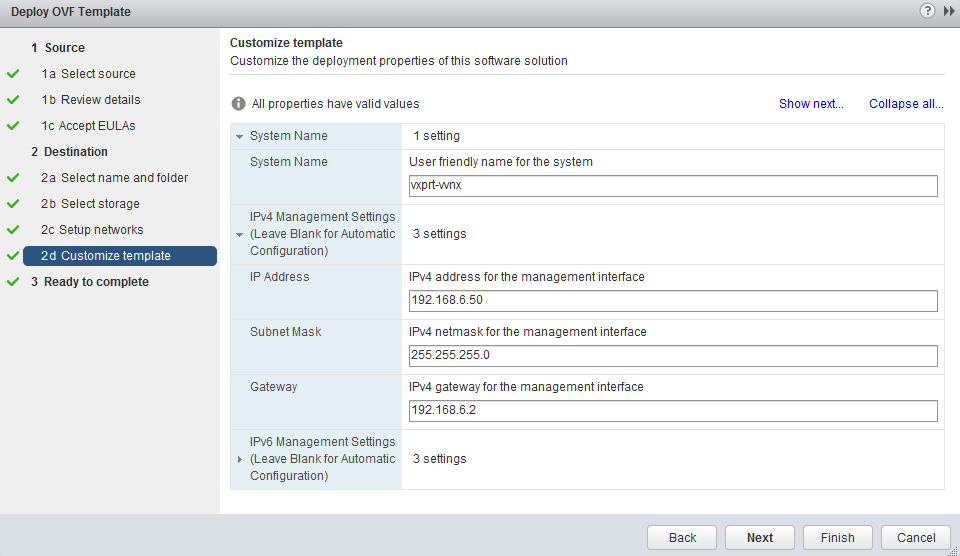 Deploy OVF Template
1 Source
1a Select source
1b Review details
1c Accept EULAs
2 Destination
2a Select name and folder
2b Select storage
2c Setup networks
2d Customize template
3 Ready to complete
Customize template
Customize the deployment properties of this software solution
All properties have valid values
Show next...
Collapse all...
System Name
1 setting
System Name
User friendly name for the system
vxprt-vvnx
IPv4 Management Settings
(Leave Blank for Automatic
Configuration)
3 settings
IP Address
IPv4 address for the management interface
192.168.6.50
Subnet Mask
IPv4 netmask for the management interface
255.255.255.0
Gateway
IPv4 gateway for the management interface
192.168.6.2
IPv6 Management Settings
(Leave Blank for Automatic
Configuration)
3 settings
Back
Next
Finish
Cancel